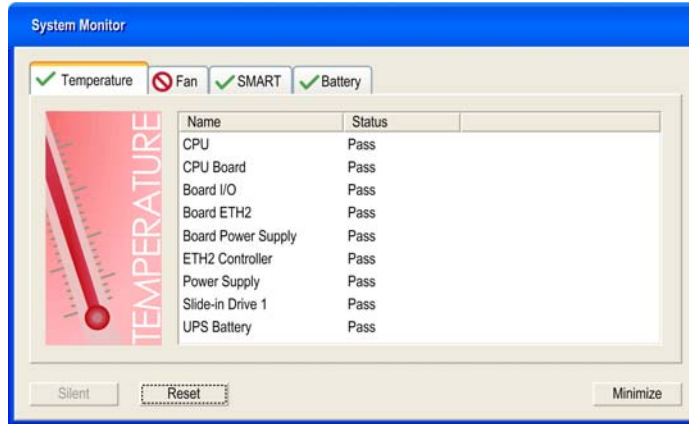 System Monitor
Temperature Fan SMART Battery
TEMPERATURE
Name Status
CPU Pass
CPU Board Pass
Board I/O Pass
Board ETH2 Pass
Board Power Supply Pass
ETH2 Controller Pass
Power Supply Pass
Slide-in Drive 1 Pass
UPS Battery Pass
Silent Reset Minimize